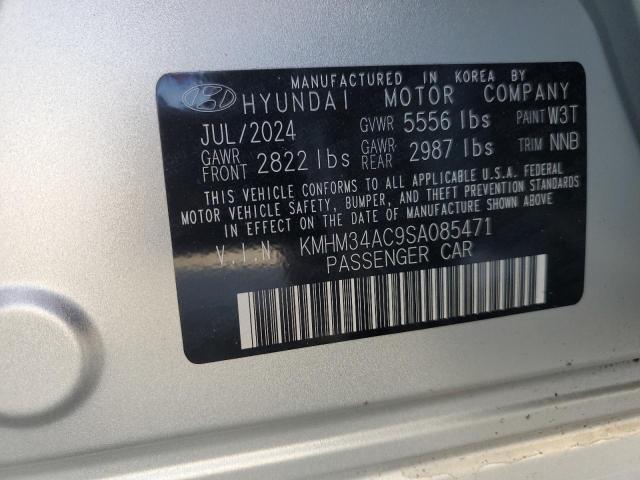 MANUFACTURED IN KOREA BY
HYUNDAI MOTOR COMPANY
JUL/2024 GVWR 5556 lbs PAINT W3T
GAWR FRONT 2822 lbs GAWR REAR 2987 lbs TRIM NNB
THIS VEHICLE CONFORMS TO ALL APPLICABLE U.S.A. FEDERAL
MOTOR VEHICLE SAFETY, BUMPER, AND THEFT PREVENTION STANDARDS
IN EFFECT ON THE DATE OF MANUFACTURE SHOWN ABOVE.
V.I.N KMHM34AC9SA085471
PASSENGER CAR